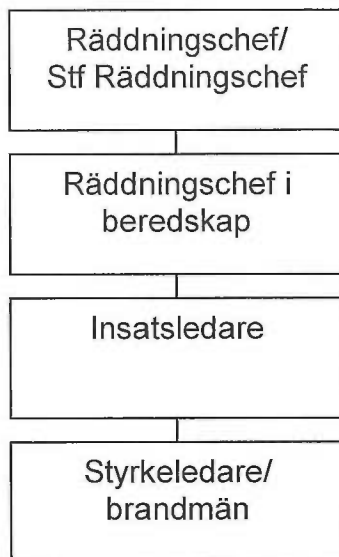 Räddningschef/
Stf Räddningschef
Räddningschef i
beredskap
Insatsledare
Styrkeledare/
brandmän